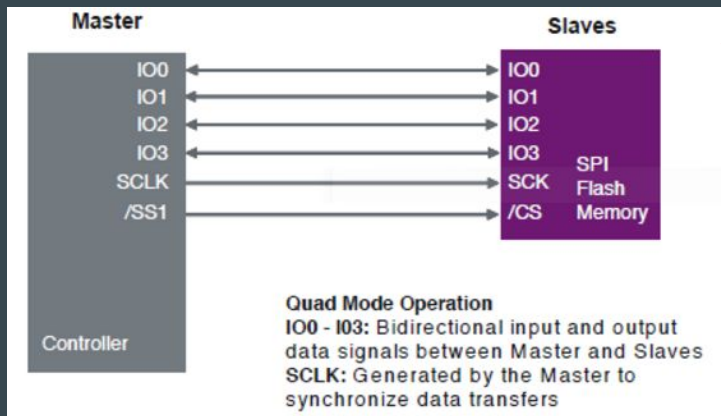 Master
Slaves
IO0
IO1
IO2
IO3
SCLK
/SS1
Controller
IO0
IO1
IO2
IO3
SCK
/CS
SPI
Flash
Memory
Quad Mode Operation
IO0 - I03: Bidirectional input and output
data signals between Master and Slaves
SCLK: Generated by the Master to
synchronize data transfers